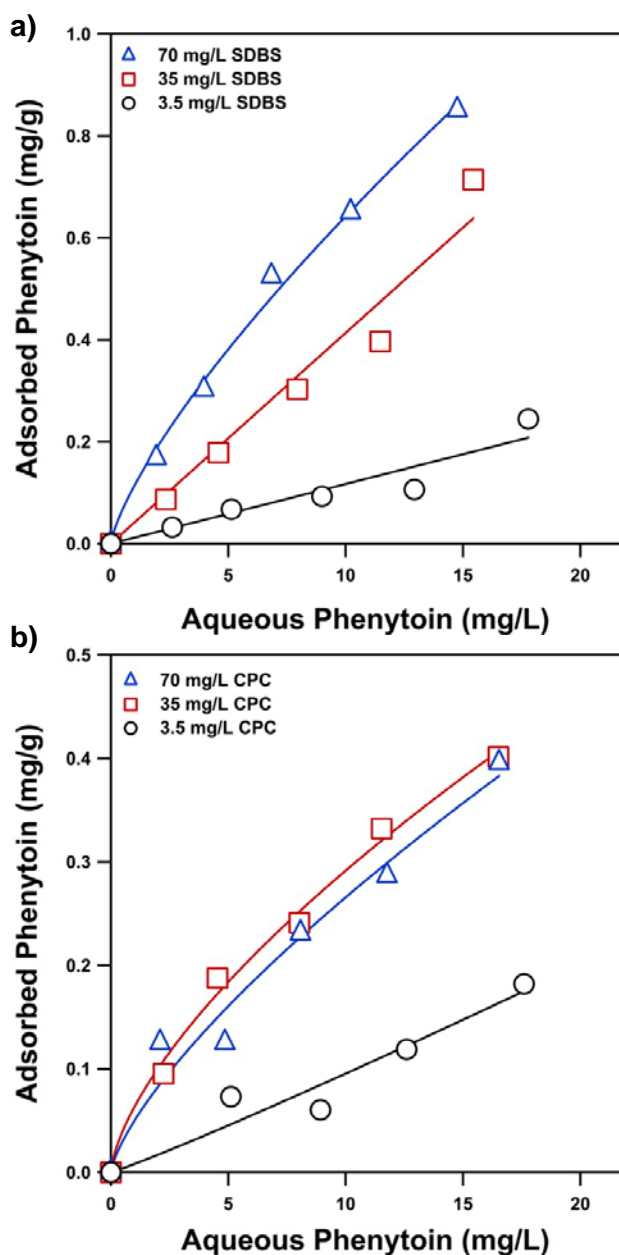 a)
1.0
70 mg/L SDBS
35 mg/L SDBS
3.5 mg/L SDBS
0.8
0.6
0.4
0.2
0.0
Adsorbed Phenytoin (mg/g)
0 5 10 15 20
Aqueous Phenytoin (mg/L)
b)
0.5
70 mg/L CPC
35 mg/L CPC
3.5 mg/L CPC
0.4
0.3
0.2
0.1
0.0
Adsorbed Phenytoin (mg/g)
0 5 10 15 20
Aqueous Phenytoin (mg/L)